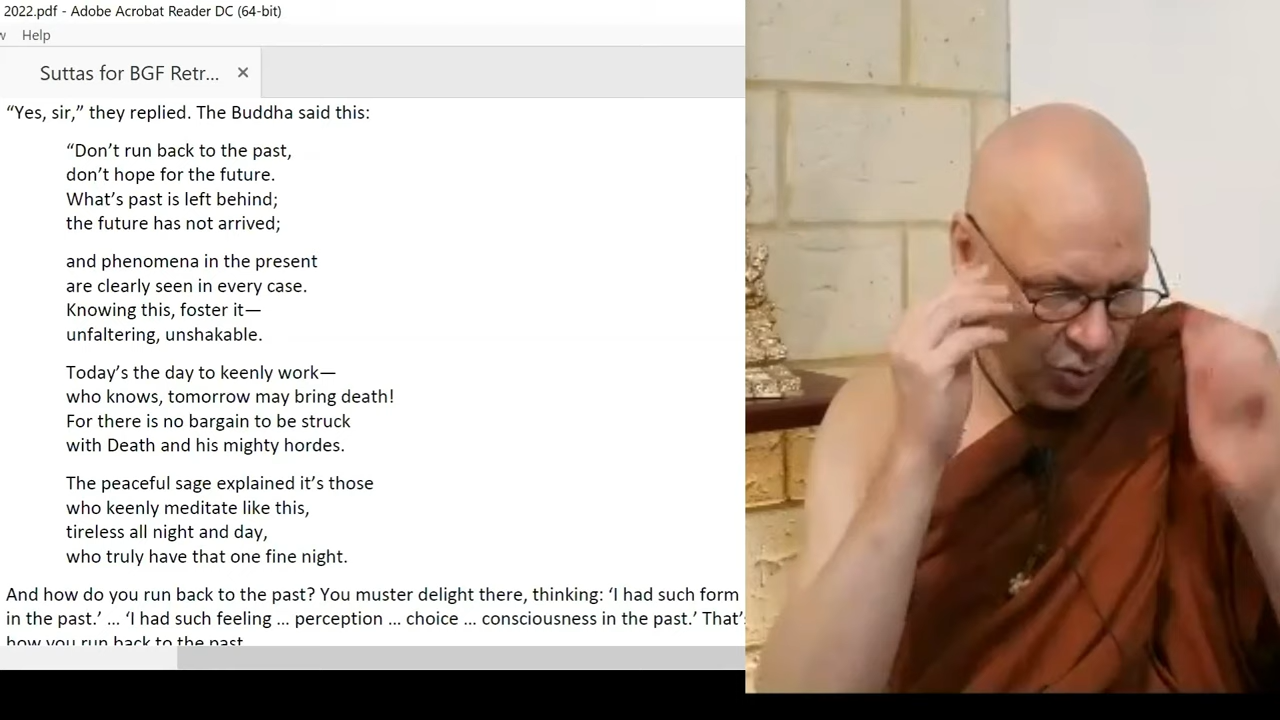 2022.pdf - Adobe Acrobat Reader DC (64-bit)
w Help
Suttas for BGF Retr... ✕
“Yes, sir,” they replied. The Buddha said this:
“Don’t run back to the past,
don’t hope for the future.
What’s past is left behind;
the future has not arrived;
and phenomena in the present
are clearly seen in every case.
Knowing this, foster it—
unfaltering, unshakable.
Today’s the day to keenly work—
who knows, tomorrow may bring death!
For there is no bargain to be struck
with Death and his mighty hordes.
The peaceful sage explained it’s those
who keenly meditate like this,
tireless all night and day,
who truly have that one fine night.
And how do you run back to the past? You muster delight there, thinking: ‘I had such form
in the past.’ ... ‘I had such feeling ... perception ... choice ... consciousness in the past.’ That’s
how you run back to the past